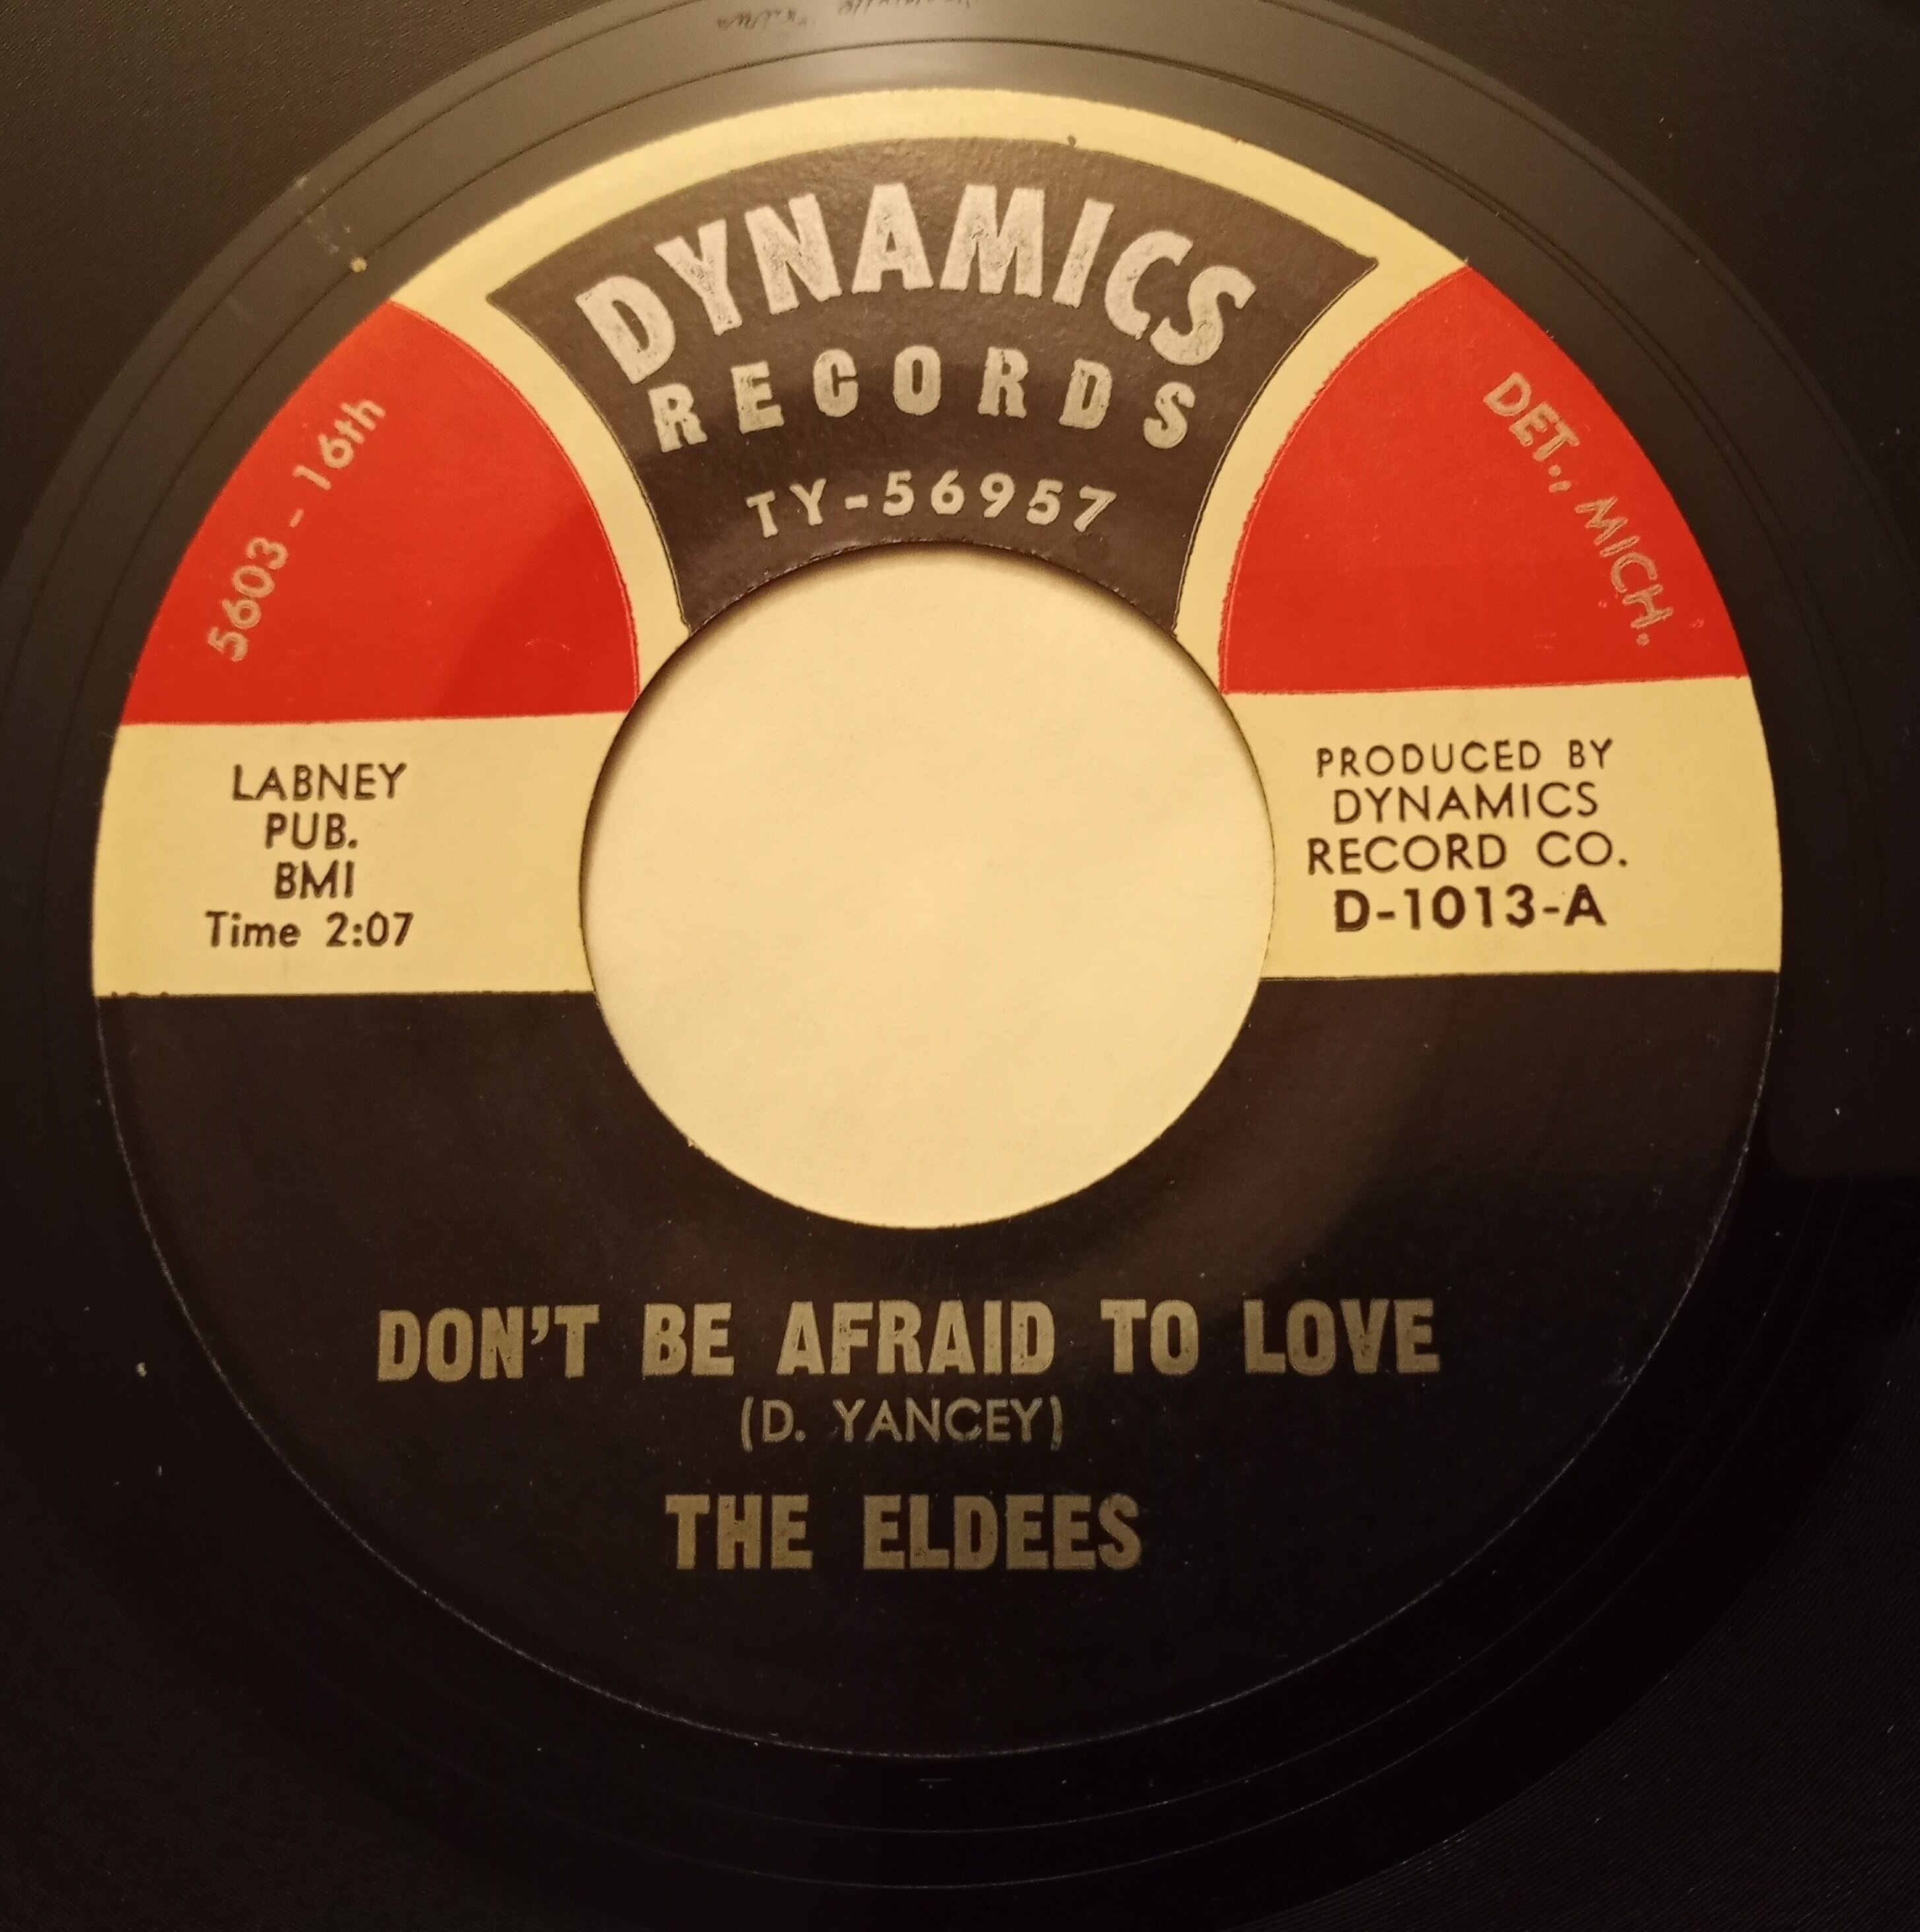 DYNAMICS
RECORDS
TY-56957
5603 - 16th
DET., MICH.
LABNEY
PUB.
BMI
Time 2:07
PRODUCED BY
DYNAMICS
RECORD CO.
D-1013-A
DON'T BE AFRAID TO LOVE
(D. YANCEY)
THE ELDEES